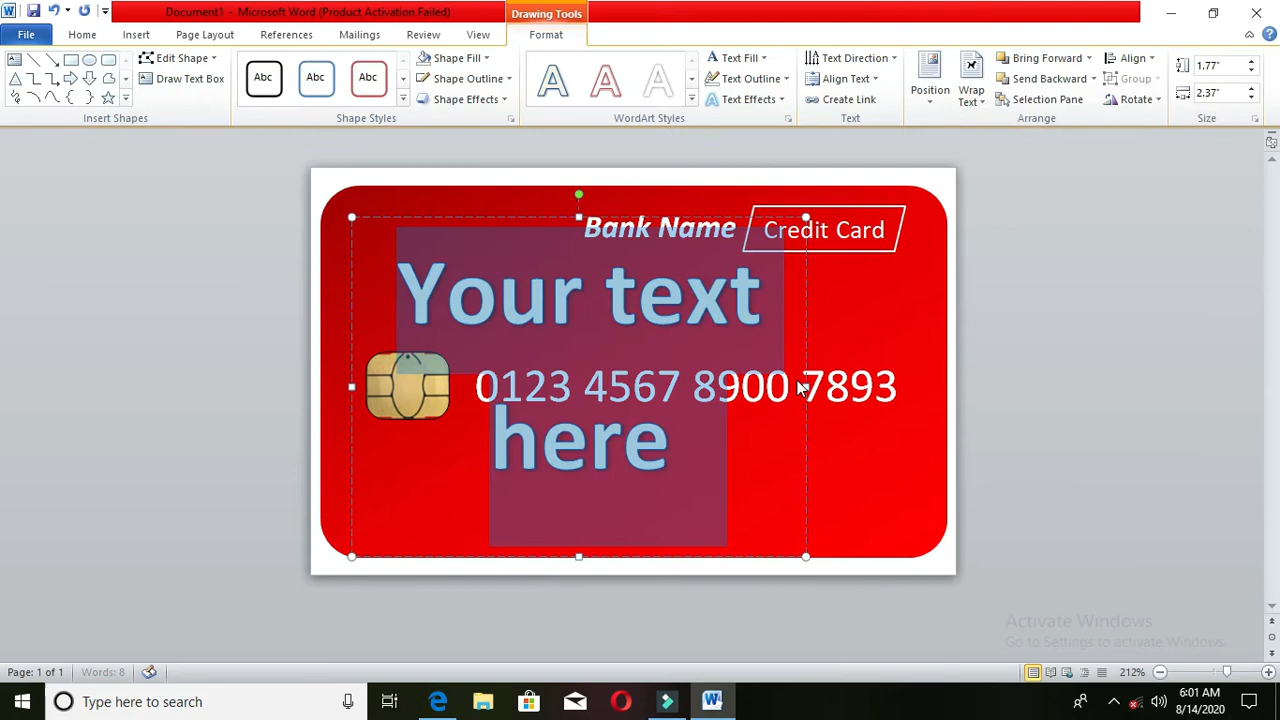 Document1 - Microsoft Word (Product Activation Failed)
Drawing Tools
File
Home
Insert
Page Layout
References
Mailings
Review
View
Format
Edit Shape
Draw Text Box
Insert Shapes
Abc
Abc
Abc
Shape Fill
Shape Outline
Shape Effects
Shape Styles
A
A
A
Text Fill
Text Outline
Text Effects
WordArt Styles
Text Direction
Align Text
Create Link
Text
Position
Wrap
Text
Bring Forward
Send Backward
Selection Pane
Align
Group
Rotate
Arrange
1.77"
2.37"
Size
Bank Name
Credit Card
Your text
0123 4567 8900 7893
here
Activate Windows
Go to Settings to activate Windows.
Page: 1 of 1
Words: 8
212%
Type here to search
6:01 AM
8/14/2020